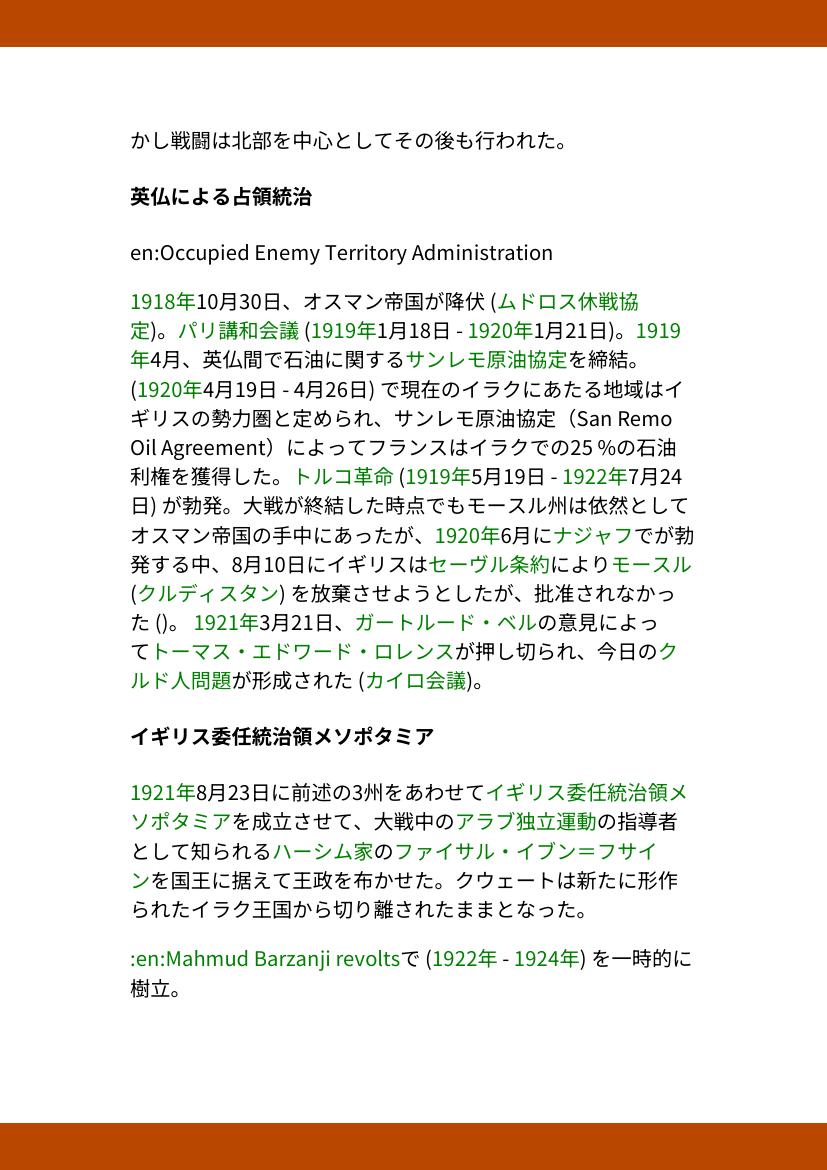 かし戦闘は北部を中心としてその後も行われた。
英仏による占領統治
en:Occupied Enemy Territory Administration
1918年10月30日、オスマン帝国が降伏 (ムドロス休戦協
定)。パリ講和会議 (1919年1月18日 - 1920年1月21日)。1919
年4月、英仏間で石油に関するサンレモ原油協定を締結。
(1920年4月19日 - 4月26日) で現在のイラクにあたる地域はイ
ギリスの勢力圏と定められ、サンレモ原油協定（San Remo
Oil Agreement）によってフランスはイラクでの25 %の石油
利権を獲得した。トルコ革命 (1919年5月19日 - 1922年7月24
日) が勃発。大戦が終結した時点でもモースル州は依然として
オスマン帝国の手中にあったが、1920年6月にナジャフでが勃
発する中、8月10日にイギリスはセーヴル条約によりモースル
(クルディスタン) を放棄させようとしたが、批准されなかっ
た ()。 1921年3月21日、ガートルード・ベルの意見によっ
てトーマス・エドワード・ロレンスが押し切られ、今日のク
ルド人問題が形成された (カイロ会議)。
イギリス委任統治領メソポタミア
1921年8月23日に前述の3州をあわせてイギリス委任統治領メ
ソポタミアを成立させて、大戦中のアラブ独立運動の指導者
として知られるハーシム家のファイサル・イブン＝フサイ
ンを国王に据えて王政を布かせた。クウェートは新たに形作
られたイラク王国から切り離されたままとなった。
:en:Mahmud Barzanji revoltsで (1922年 - 1924年) を一時的に
樹立。